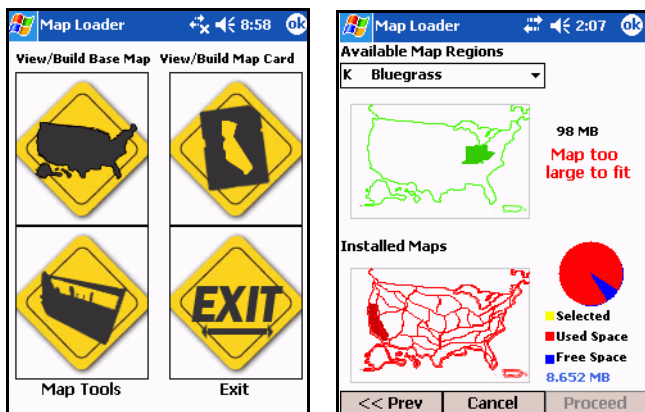 Map Loader 8:58 ok
View/Build Base Map View/Build Map Card
EXIT
Map Tools Exit
Map Loader 2:07 ok
Available Map Regions
K Bluegrass
98 MB
Map too
large to fit
Installed Maps
Selected
Used Space
Free Space
8.652 MB
<< Prev Cancel Proceed